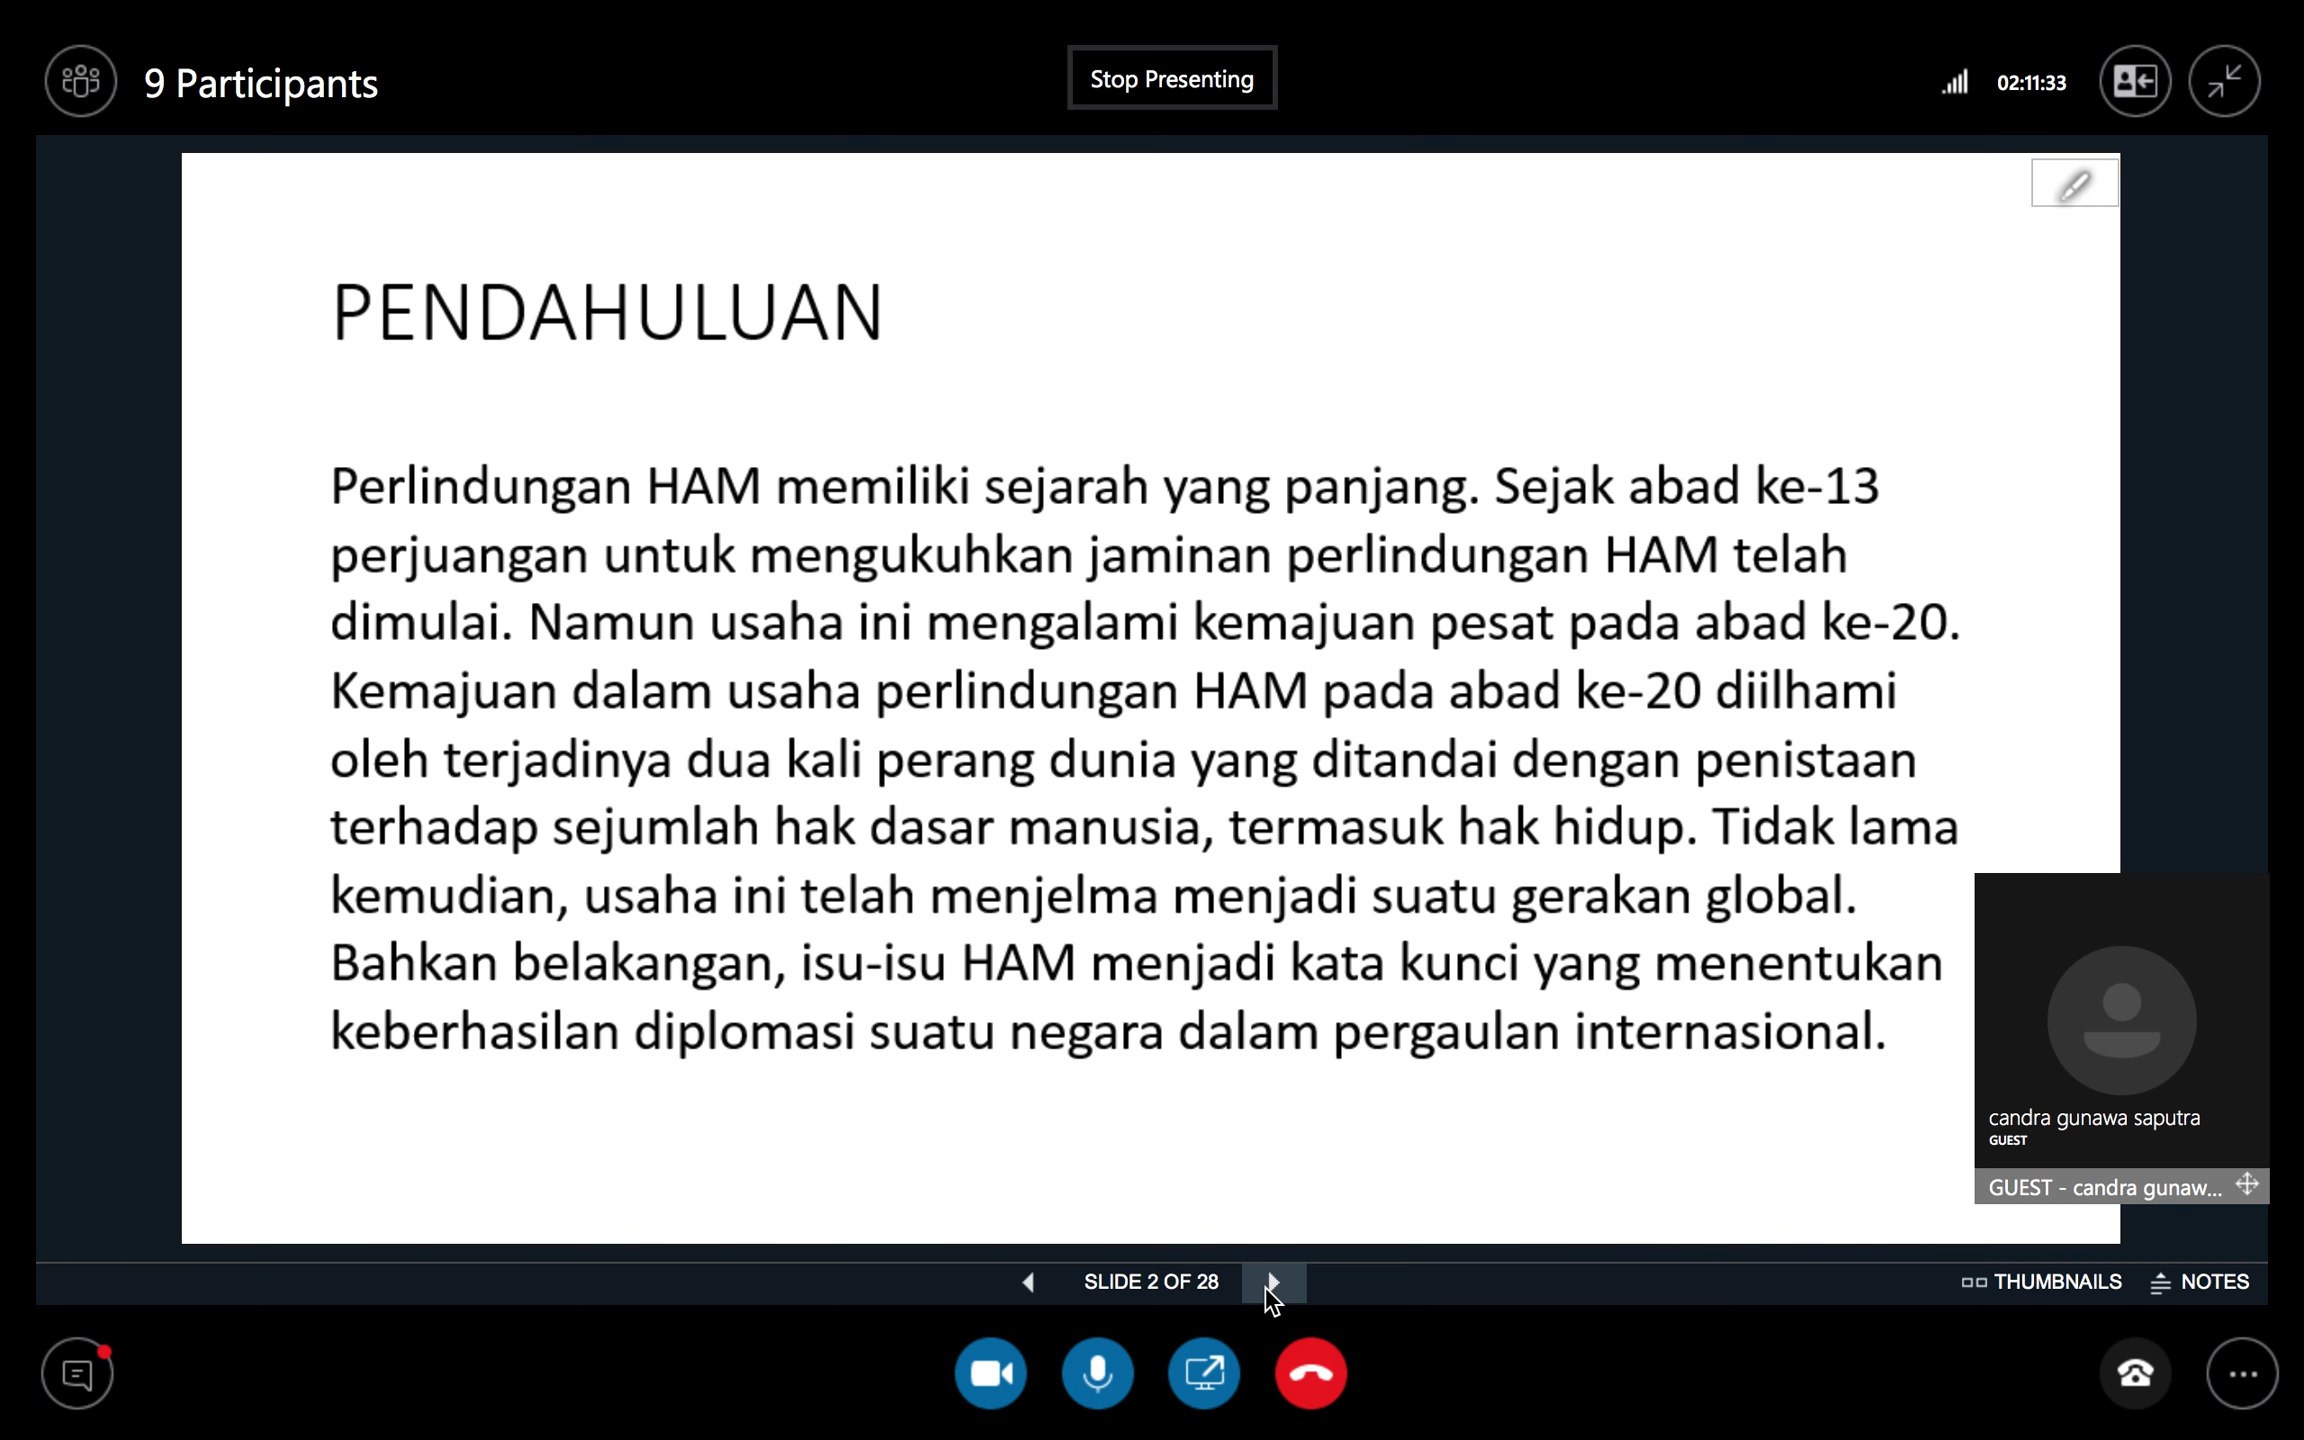 9 Participants
Stop Presenting
02:11:33
PENDAHULUAN
Perlindungan HAM memiliki sejarah yang panjang. Sejak abad ke-13
perjuangan untuk mengukuhkan jaminan perlindungan HAM telah
dimulai. Namun usaha ini mengalami kemajuan pesat pada abad ke-20.
Kemajuan dalam usaha perlindungan HAM pada abad ke-20 diilhami
oleh terjadinya dua kali perang dunia yang ditandai dengan penistaan
terhadap sejumlah hak dasar manusia, termasuk hak hidup. Tidak lama
kemudian, usaha ini telah menjelma menjadi suatu gerakan global.
Bahkan belakangan, isu-isu HAM menjadi kata kunci yang menentukan
keberhasilan diplomasi suatu negara dalam pergaulan internasional.
candra gunawa saputra
GUEST
GUEST - candra gunaw...
SLIDE 2 OF 28
THUMBNAILS
NOTES